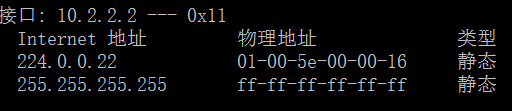 接口: 10.2.2.2 --- 0x11
Internet 地址 物理地址 类型
224.0.0.22 01-00-5e-00-00-16 静态
255.255.255.255 ff-ff-ff-ff-ff-ff 静态